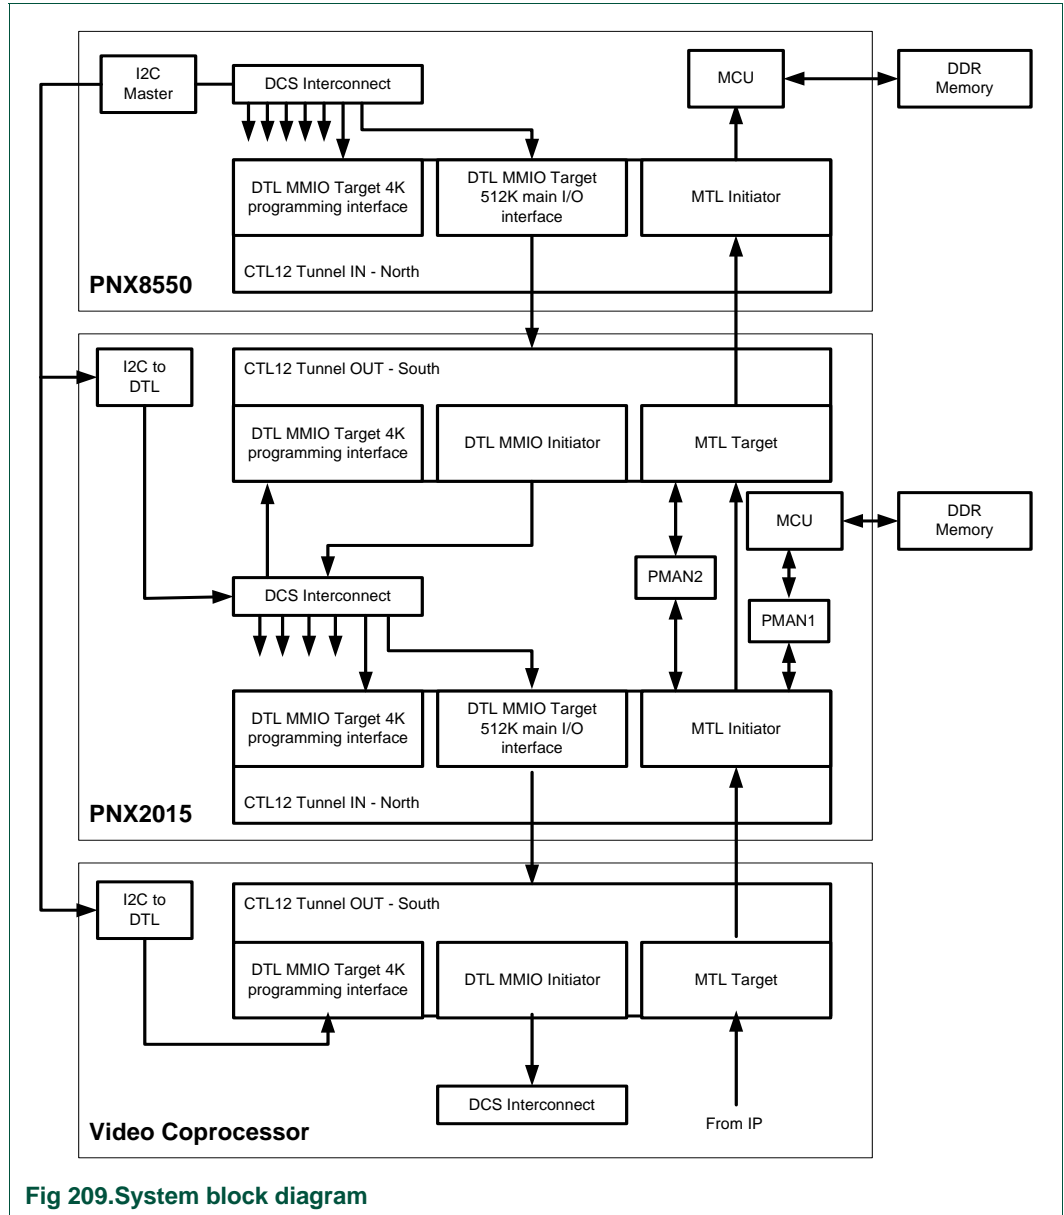 I2C
Master
DCS Interconnect
MCU
DDR
Memory
DTL MMIO Target 4K
programming interface
DTL MMIO Target
512K main I/O
interface
MTL Initiator
CTL12 Tunnel IN - North
PNX8550
I2C to
DTL
CTL12 Tunnel OUT - South
DTL MMIO Target 4K
programming interface
DTL MMIO Initiator
MTL Target
MCU
DDR
Memory
PMAN2
DCS Interconnect
PMAN1
DTL MMIO Target 4K
programming interface
DTL MMIO Target
512K main I/O
interface
MTL Initiator
CTL12 Tunnel IN - North
PNX2015
I2C to
DTL
CTL12 Tunnel OUT - South
DTL MMIO Target 4K
programming interface
DTL MMIO Initiator
MTL Target
DCS Interconnect
From IP
Video Coprocessor
Fig 209.System block diagram